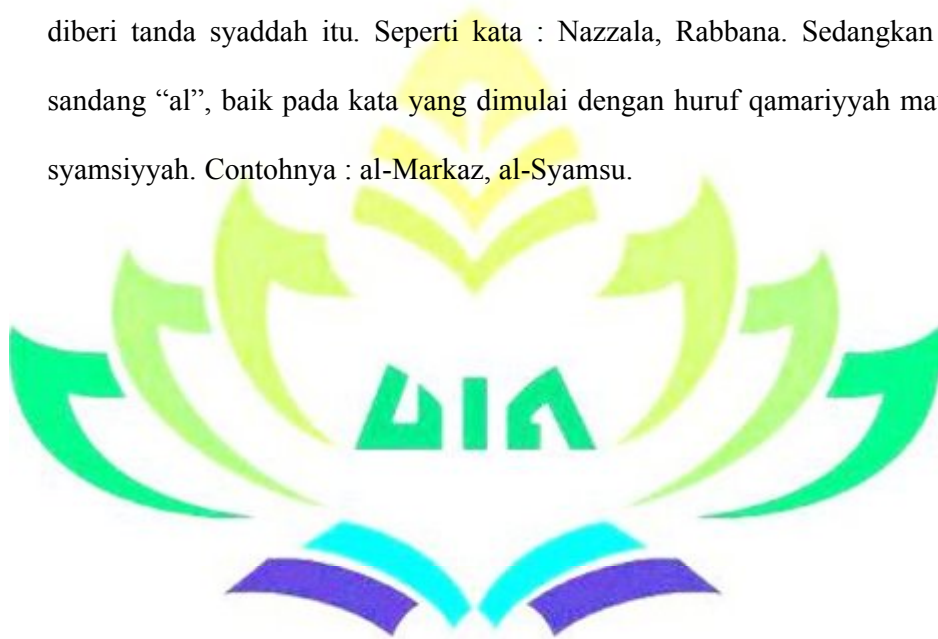 diberi tanda syaddah itu. Seperti kata : Nazzala, Rabbana. Sedangkan
sandang “al”, baik pada kata yang dimulai dengan huruf qamariyyah
syamsiyyah. Contohnya : al-Markaz, al-Syamsu.
UIN